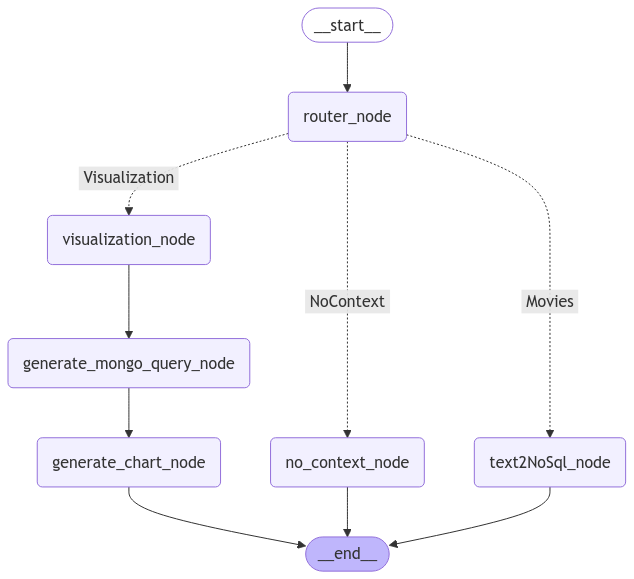 __start__
router_node
Visualization
visualization_node
NoContext
Movies
generate_mongo_query_node
generate_chart_node
no_context_node
text2NoSql_node
__end__